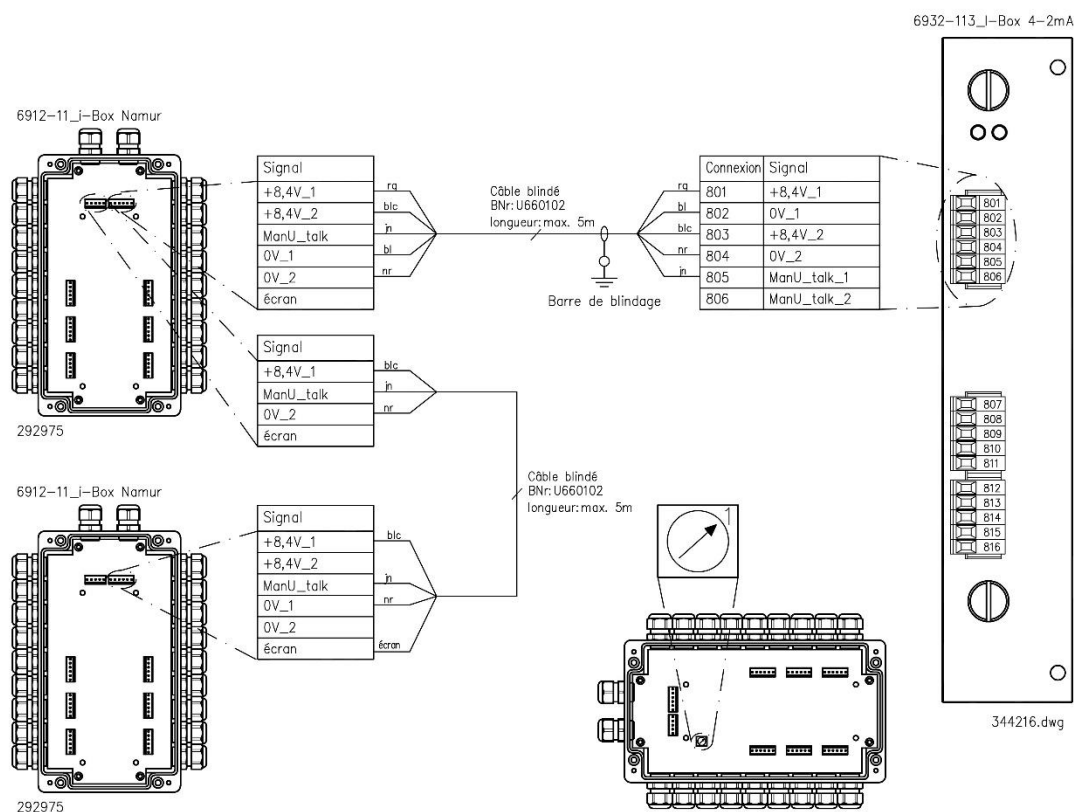 6932-113_I-Box 4-2mA
6912-11_i-Box Namur
292975
Signal
+8,4V_1
+8,4V_2
ManU_talk
0V_1
0V_2
écran
rg
blc
jn
bl
nr
Câble blindé
BNr: U660102
longueur: max. 5m
Barre de blindage
rg
bl
blc
nr
jn
Connexion Signal
801 +8,4V_1
802 0V_1
803 +8,4V_2
804 0V_2
805 ManU_talk_1
806 ManU_talk_2
801
802
803
804
805
806
807
808
809
810
811
812
813
814
815
816
Signal
+8,4V_1
ManU_talk
0V_2
écran
blc
jn
nr
Câble blindé
BNr: U660102
longueur: max. 5m
6912-11_i-Box Namur
292975
Signal
+8,4V_1
+8,4V_2
ManU_talk
0V_1
0V_2
écran
blc
jn
nr
écran
1
344216.dwg